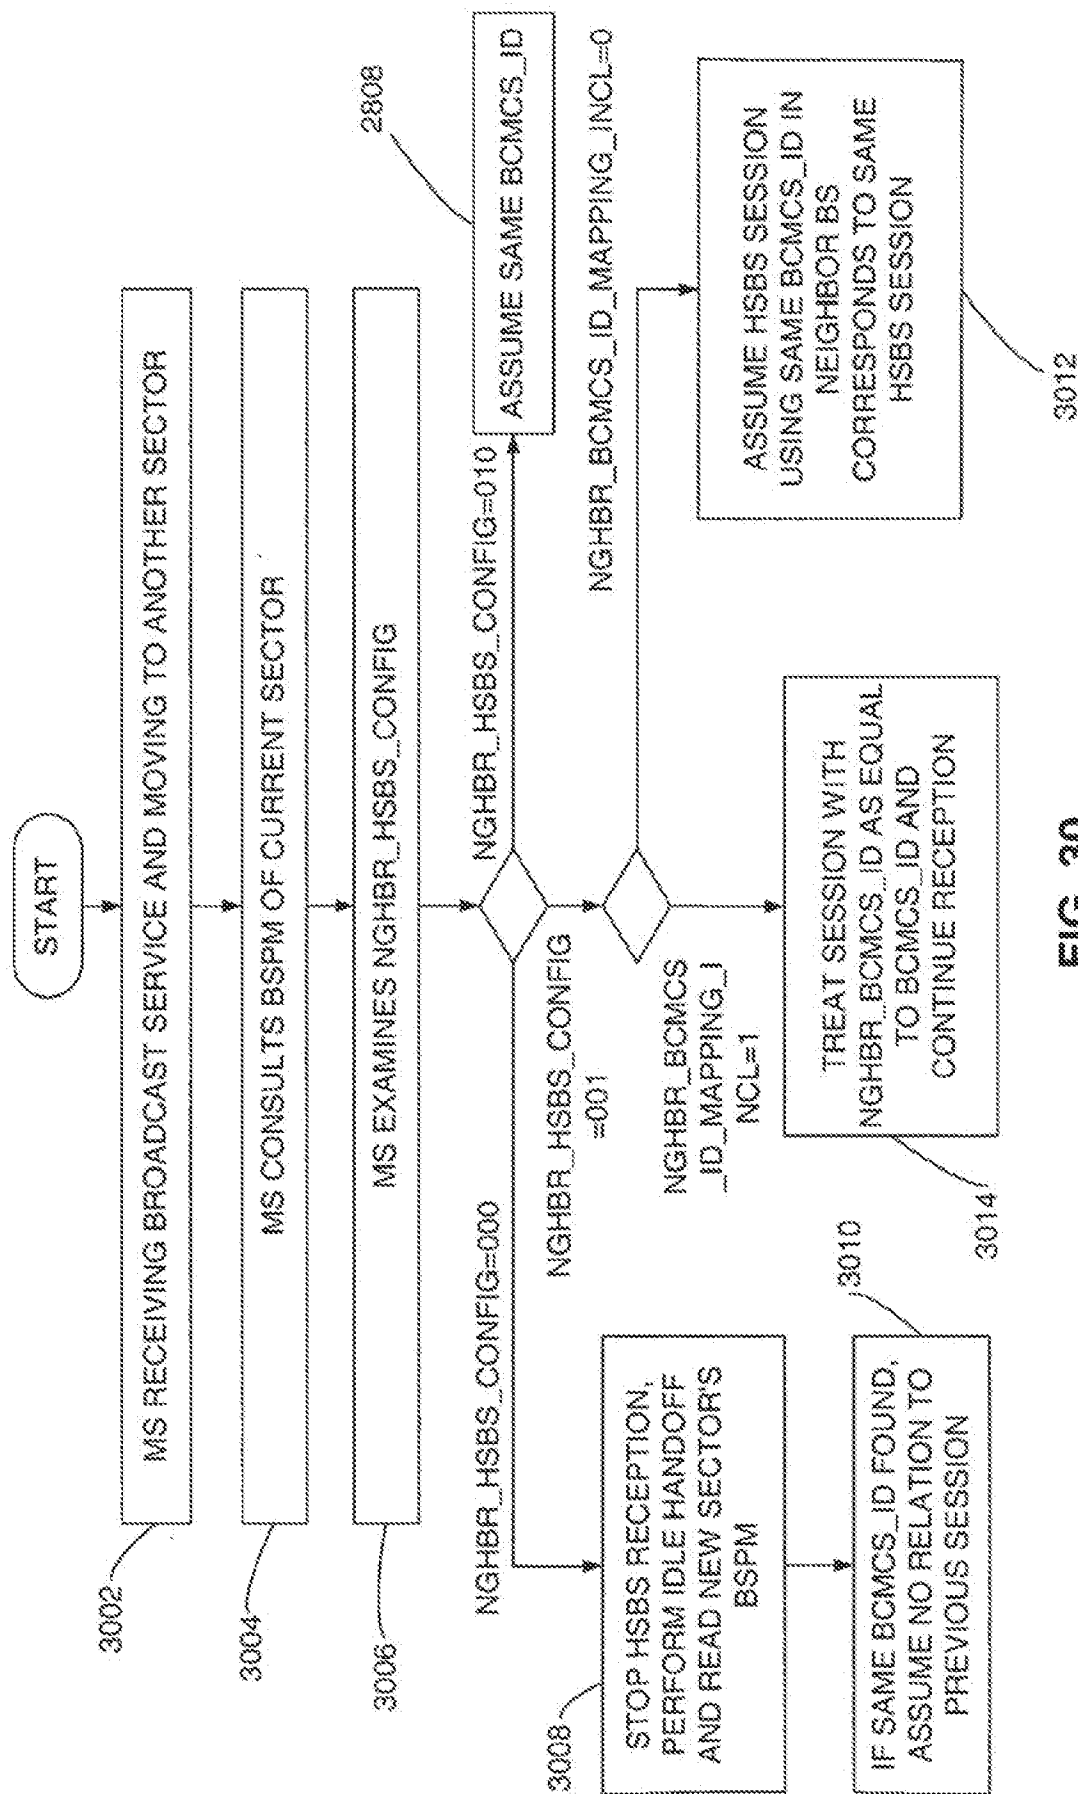 START
MS RECEIVING BROADCAST SERVICE AND MOVING TO ANOTHER SECTOR
3002
MS CONSULTS BSPM OF CURRENT SECTOR
3004
MS EXAMINES NGHBR_HSBS_CONFIG
3006
NGHBR_HSBS_CONFIG=000
NGHBR_HSBS_CONFIG
=001
NGHBR_HSBS_CONFIG=010
ASSUME SAME BCMCS_ID
2808
STOP HSBS RECEPTION,
PERFORM IDLE HANDOFF
AND READ NEW SECTOR'S
BSPM
3008
IF SAME BCMCS_ID FOUND,
ASSUME NO RELATION TO
PREVIOUS SESSION
3010
NGHBR_BCMCS
_ID_MAPPING_I
NCL=1
NGHBR_BCMCS_ID_MAPPING_INCL=0
TREAT SESSION WITH
NGHBR_BCMCS_ID AS EQUAL
TO BCMCS_ID AND
CONTINUE RECEPTION
3014
ASSUME HSBS SESSION
USING SAME BCMCS_ID IN
NEIGHBOR BS
CORRESPONDS TO SAME
HSBS SESSION
3012
FIG. 30